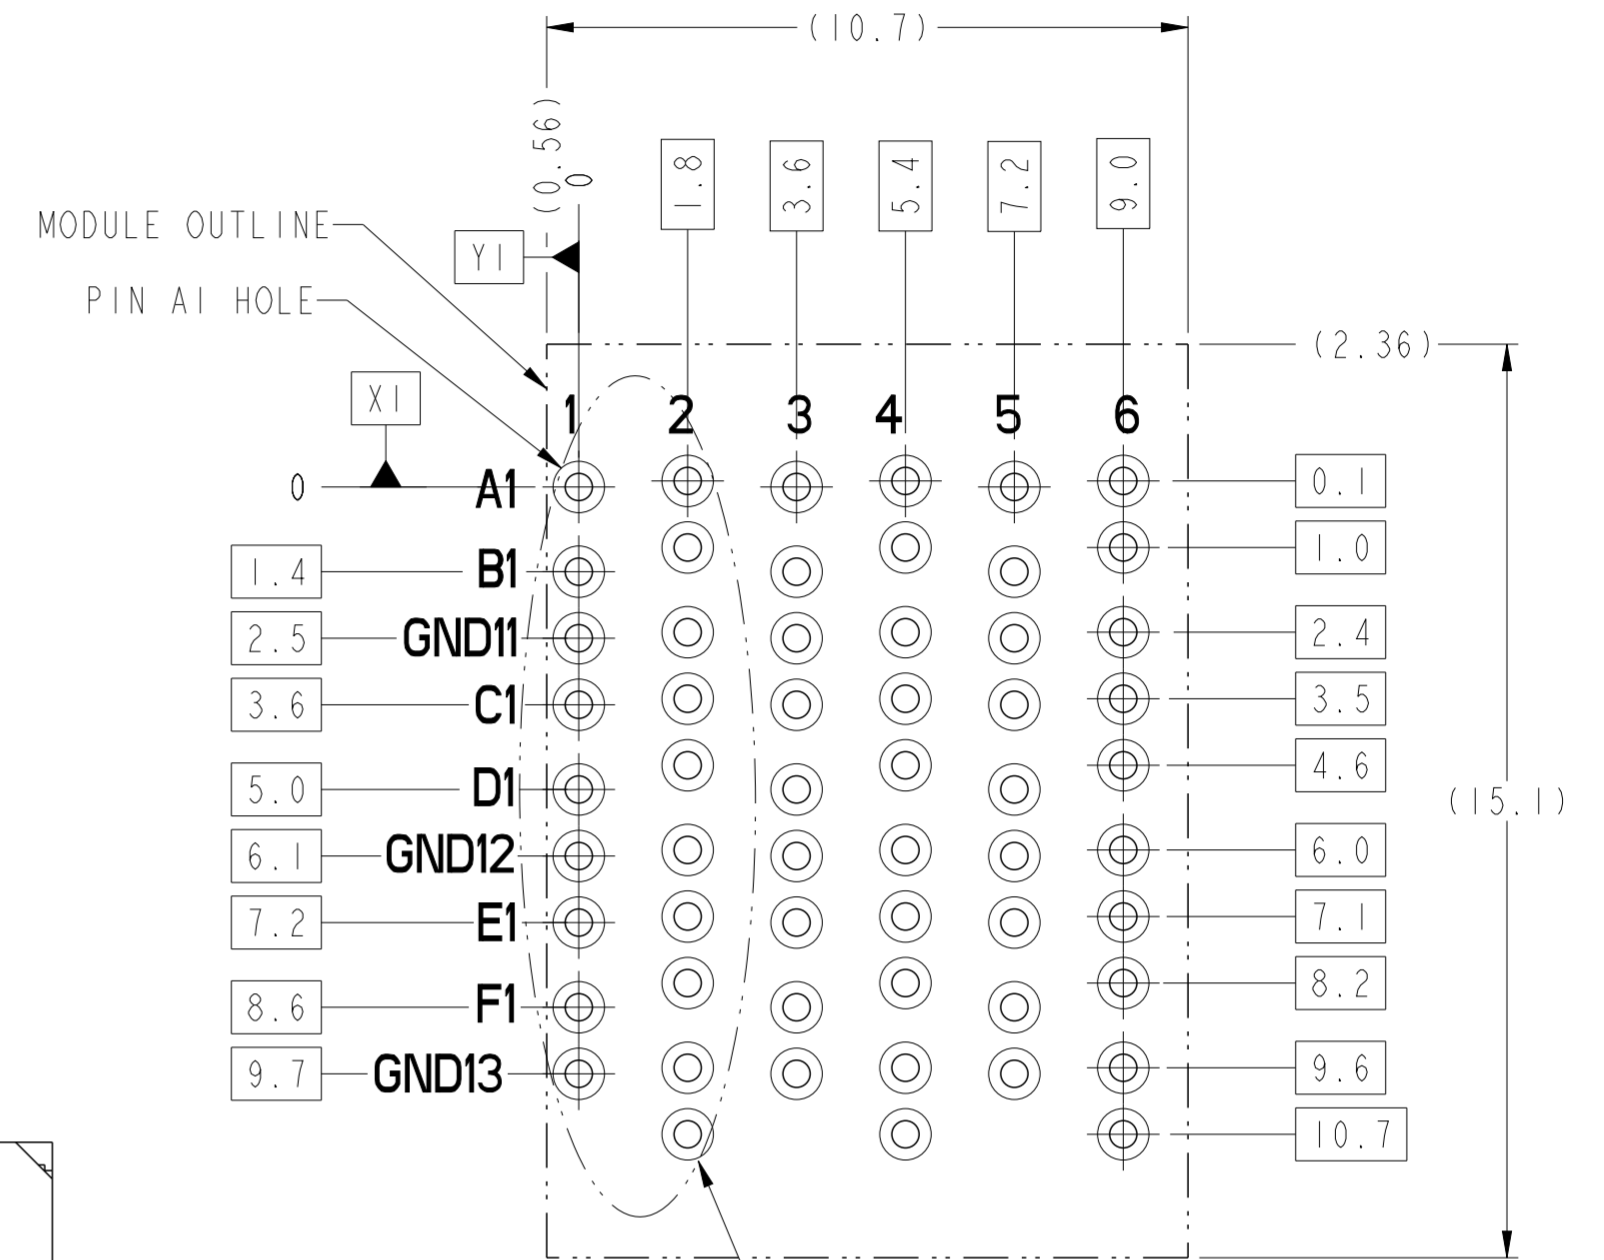 (10.7)
(0.56)
0
1.8
3.6
5.4
7.2
9.0
MODULE OUTLINE
Y1
PIN A1 HOLE
(2.36)
X1
1 2 3 4 5 6
0 A1 0.1
1.0
1.4 B1
2.5 GND11 2.4
3.6 C1 3.5
4.6
5.0 D1
(15.1)
6.1 GND12 6.0
7.2 E1 7.1
8.2
8.6 F1
9.7 GND13 9.6
10.7